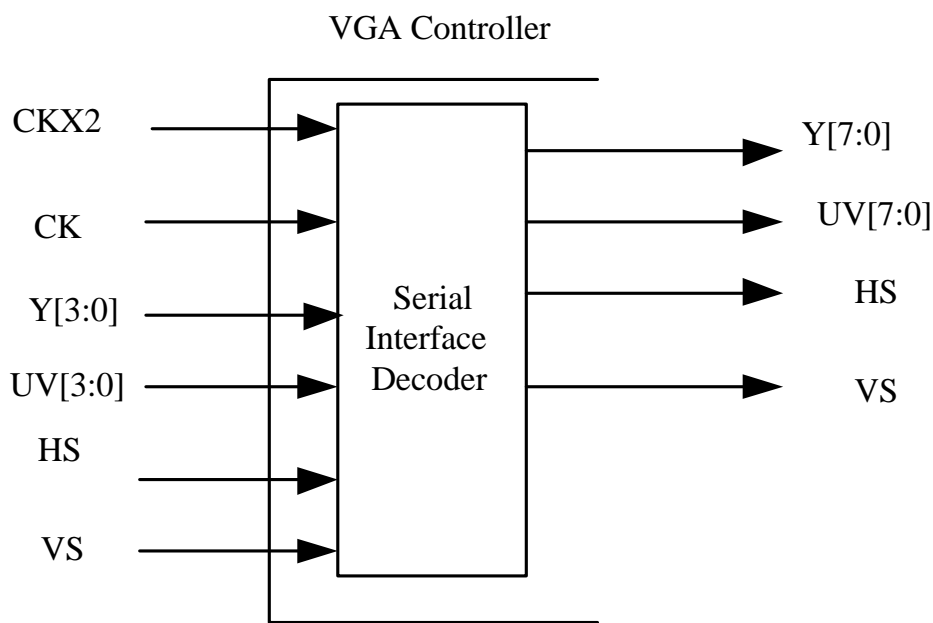 VGA Controller
CKX2
CK
Y[3:0]
UV[3:0]
HS
VS
Serial
Interface
Decoder
Y[7:0]
UV[7:0]
HS
VS